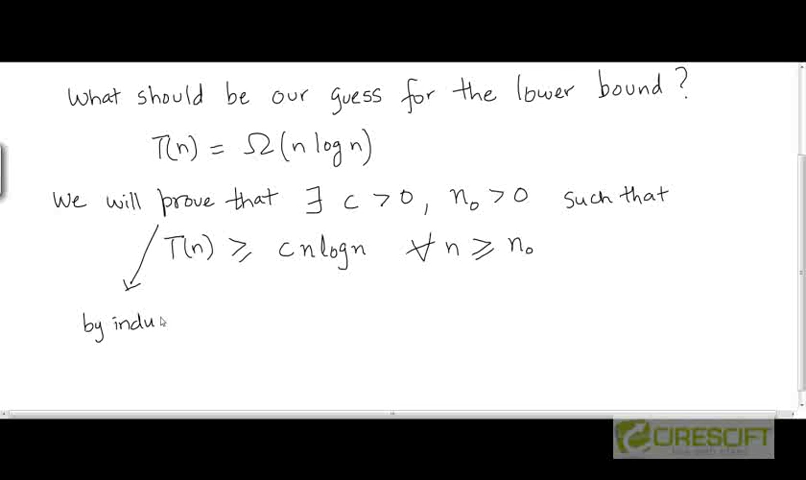 What should be our guess for the lower bound?
T(n) = Ω(n log n)
We will prove that ∃ c > 0, n₀ > 0 such that
T(n) ≥ c n log n ∀ n ≥ n₀
by indu
CIRESCIFT